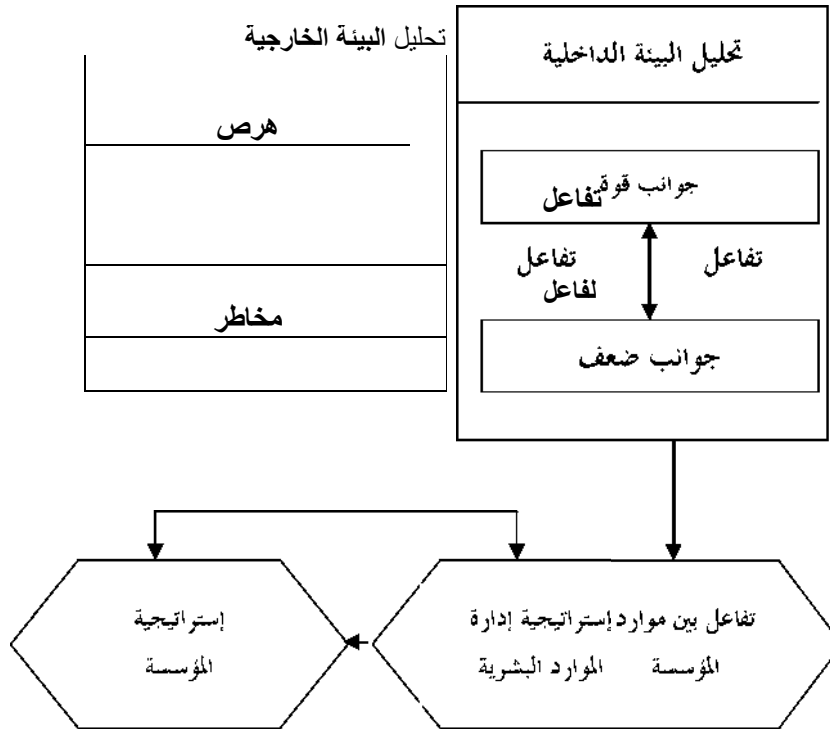 تحليل البيئة الداخلية
تحليل البيئة الخارجية
هرص
جوانب قوة
تفاعل
تفاعل
تفاعل
لفاعل
مخاطر
جوانب ضعف
تفاعل بين موارد إستراتيجية إدارة
المؤسسة الموارد البشرية
إستراتيجية
المؤسسة